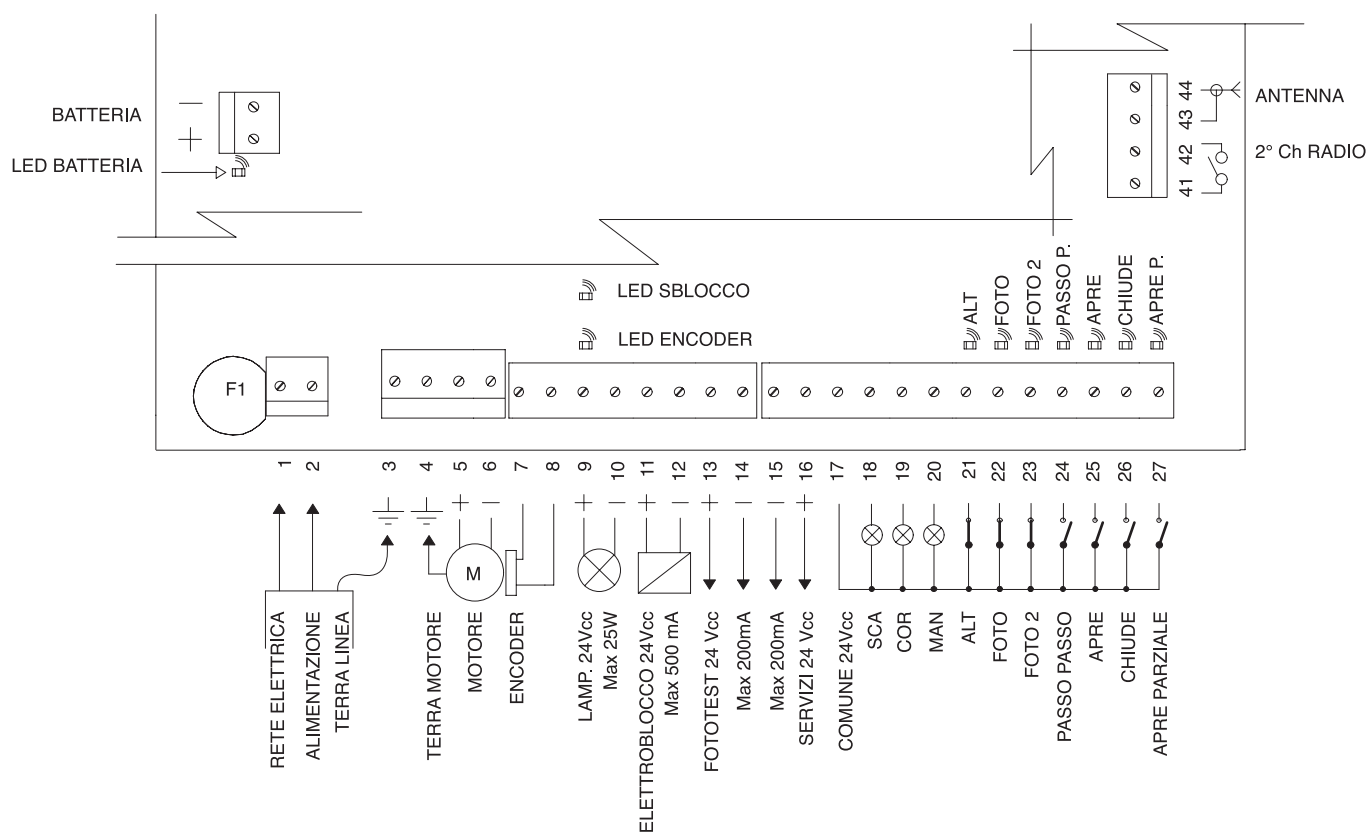 BATTERIA
−
+
LED BATTERIA
44
43
42
41
ANTENNA
2° Ch RADIO
LED SBLOCCO
LED ENCODER
ALT
FOTO
FOTO 2
PASSO P.
APRE
CHIUDE
APRE P.
F1
1
2
3
4
5
6
7
8
9
10
11
12
13
14
15
16
17
18
19
20
21
22
23
24
25
26
27
+ − + − + − + − − +
M
RETE ELETTRICA
ALIMENTAZIONE
TERRA LINEA
TERRA MOTORE
MOTORE
ENCODER
LAMP. 24Vcc
Max 25W
ELETTROBLOCCO 24Vcc
Max 500 mA
FOTOTEST 24 Vcc
Max 200mA
Max 200mA
SERVIZI 24 Vcc
COMUNE 24Vcc
SCA
COR
MAN
ALT
FOTO
FOTO 2
PASSO PASSO
APRE
CHIUDE
APRE PARZIALE